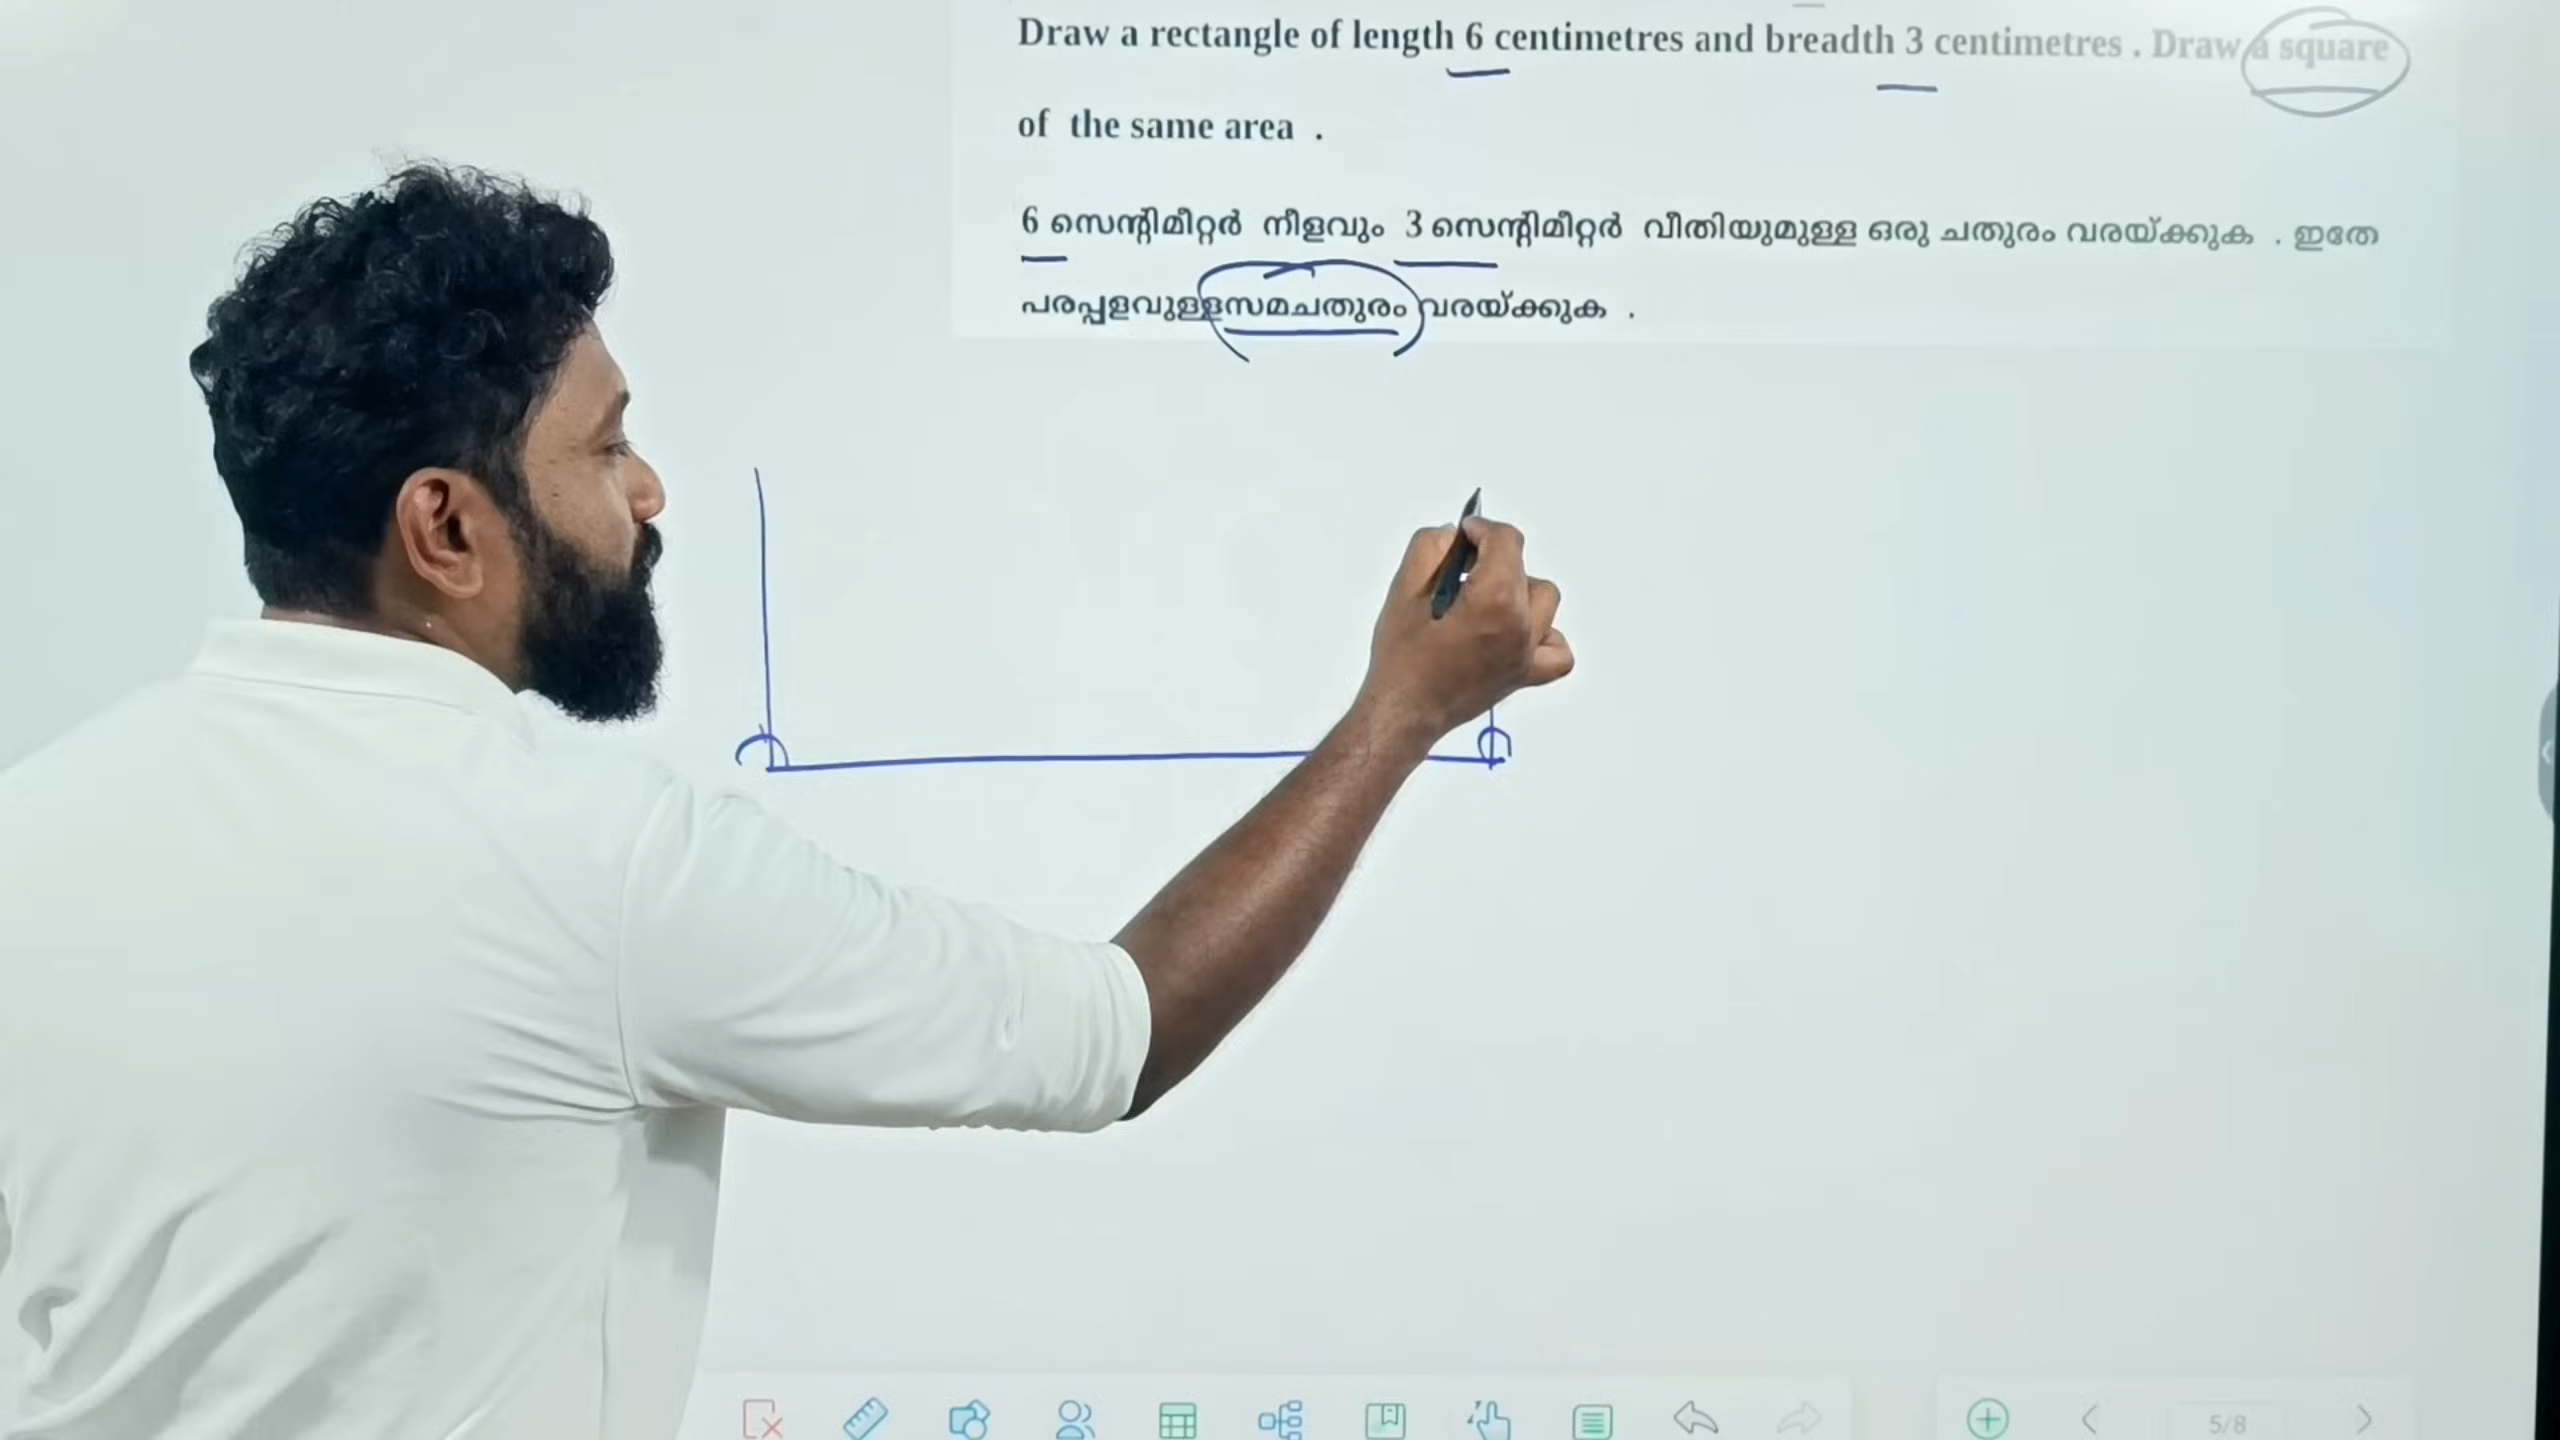 Draw a rectangle of length 6 centimetres and breadth 3 centimetres . Draw a square
of the same area .
6 സെന്റിമീറ്റർ നീളവും 3 സെന്റിമീറ്റർ വീതിയുമുള്ള ഒരു ചതുരം വരയ്ക്കുക . ഇതേ
പരപ്പളവുള്ള സമചതുരം വരയ്ക്കുക .
5/8